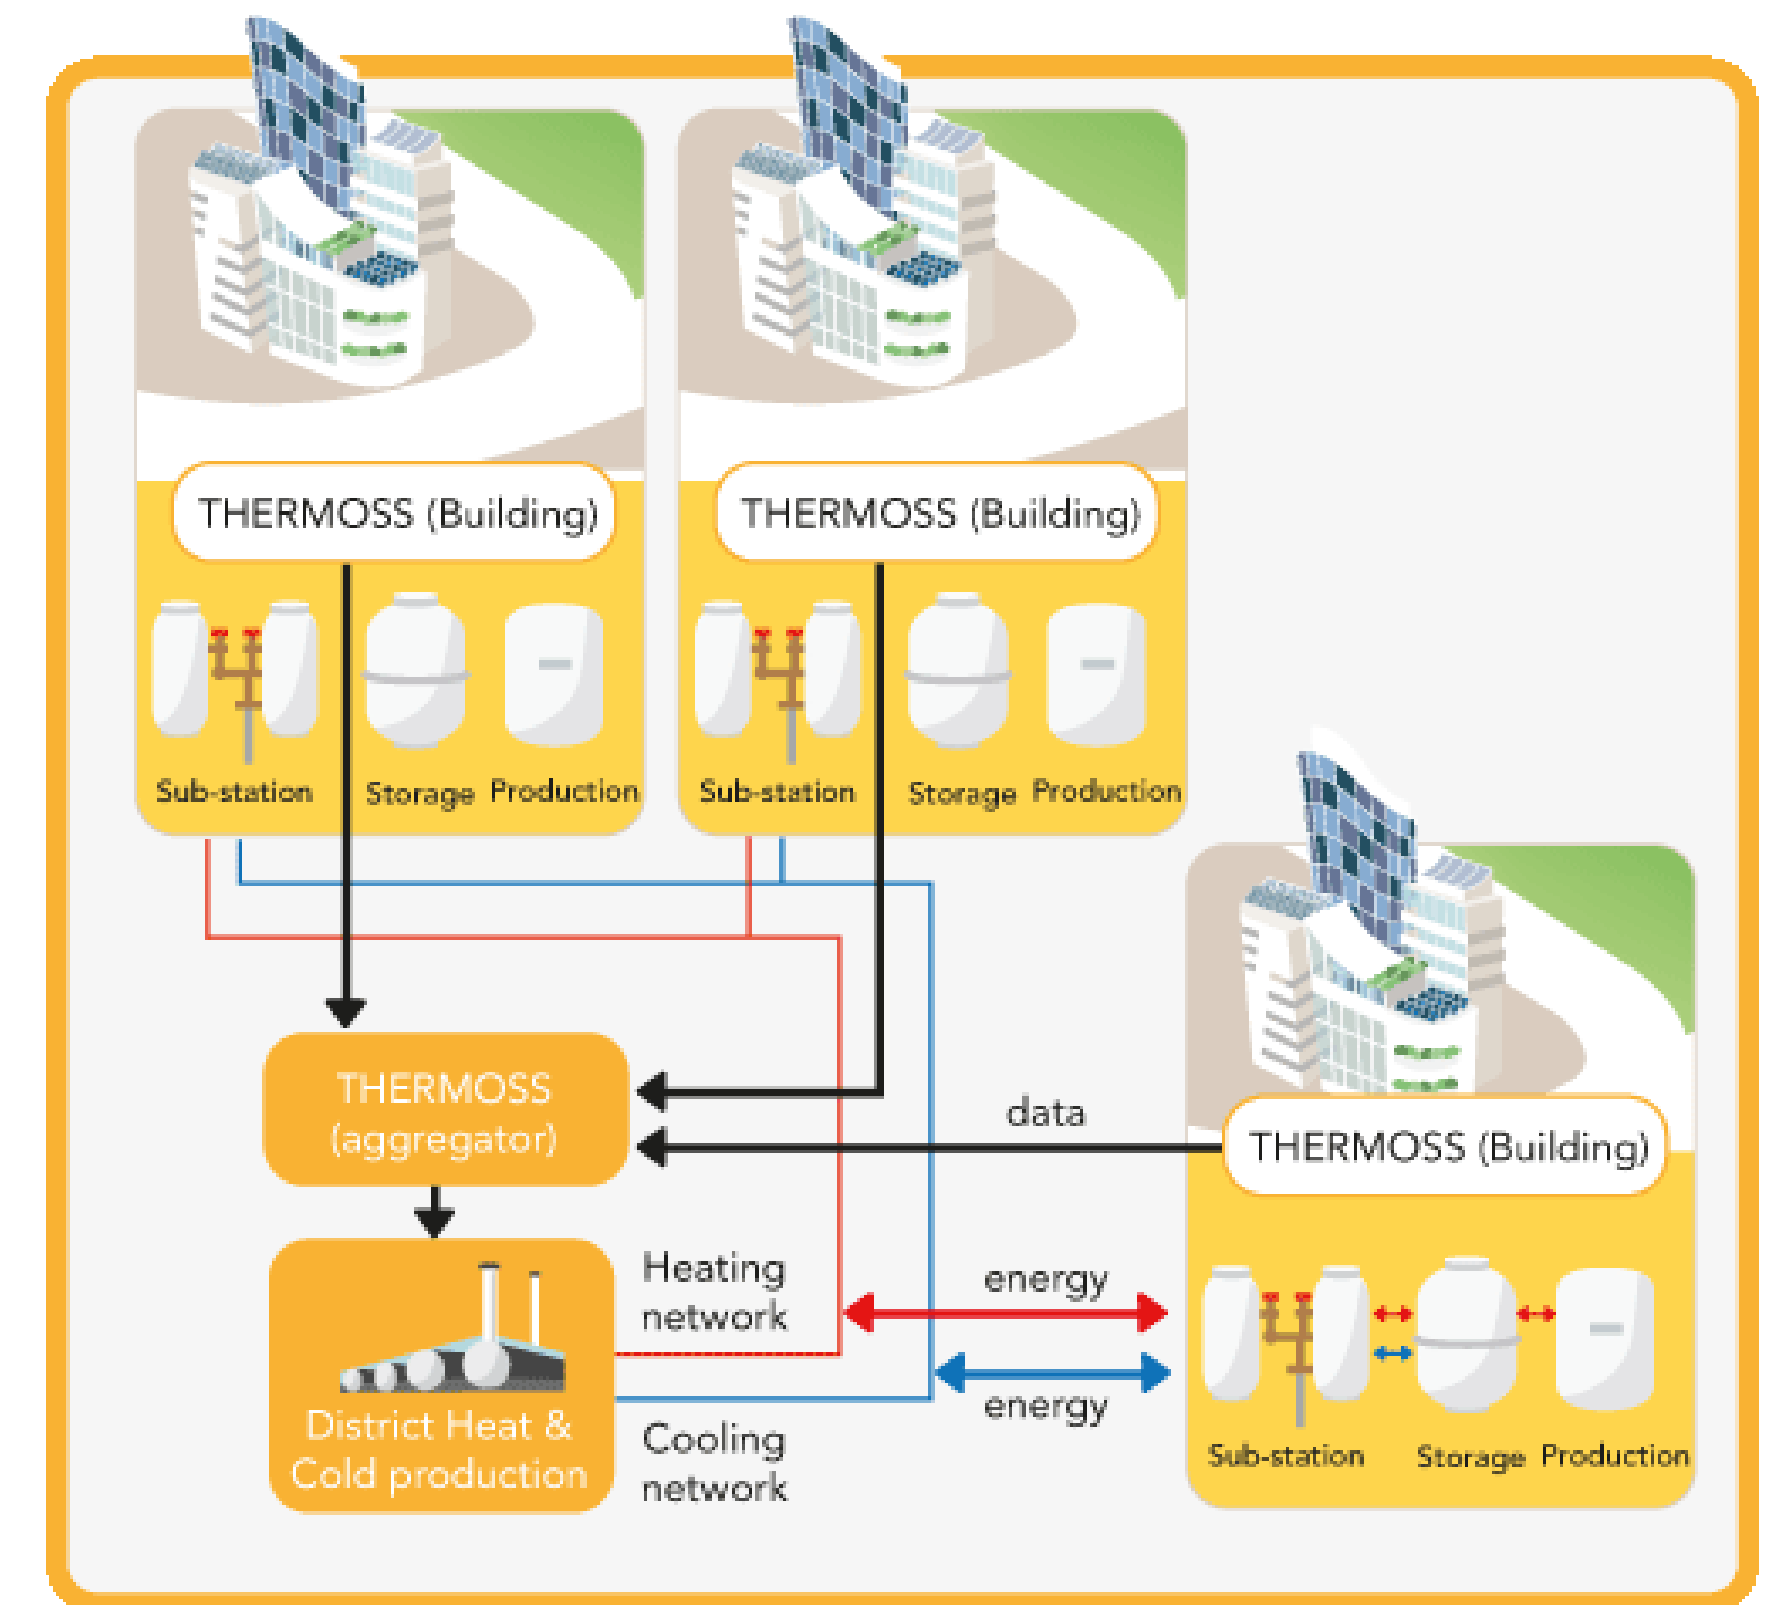 THERMOSS (Building)
Sub-station
Storage
Production
THERMOSS (Building)
Sub-station
Storage
Production
THERMOSS
(aggregator)
data
THERMOSS (Building)
Heating
network
energy
energy
District Heat &
Cold production
Cooling
network
Sub-station
Storage
Production